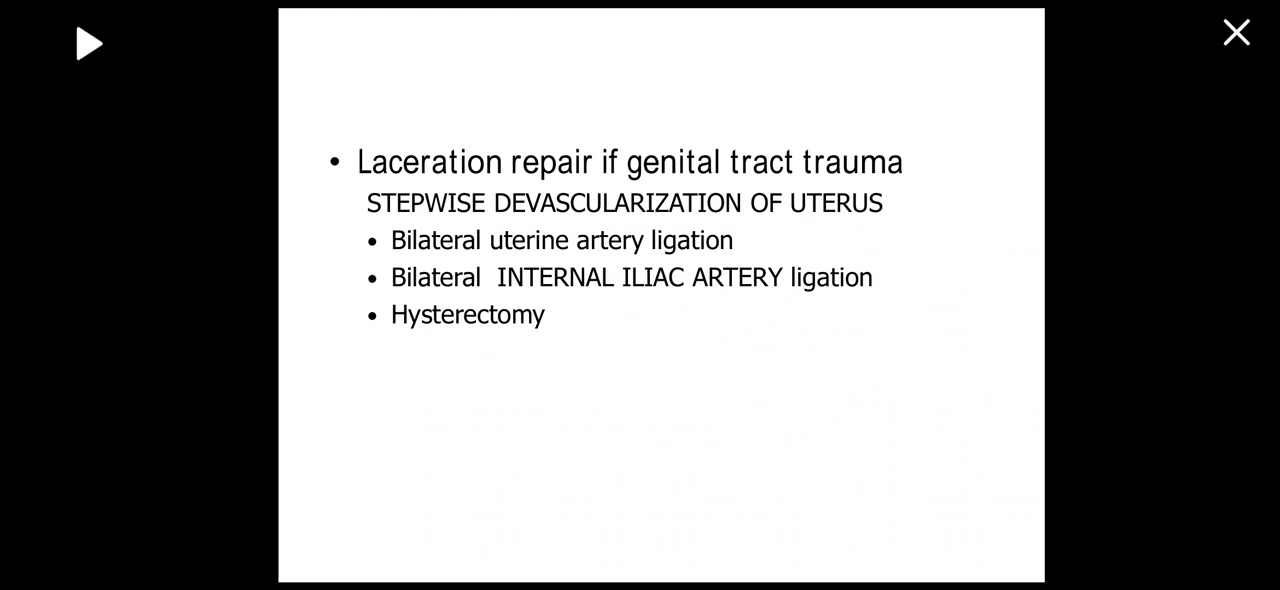 • Laceration repair if genital tract trauma
STEPWISE DEVASCULARIZATION OF UTERUS
• Bilateral uterine artery ligation
• Bilateral  INTERNAL ILIAC ARTERY ligation
• Hysterectomy